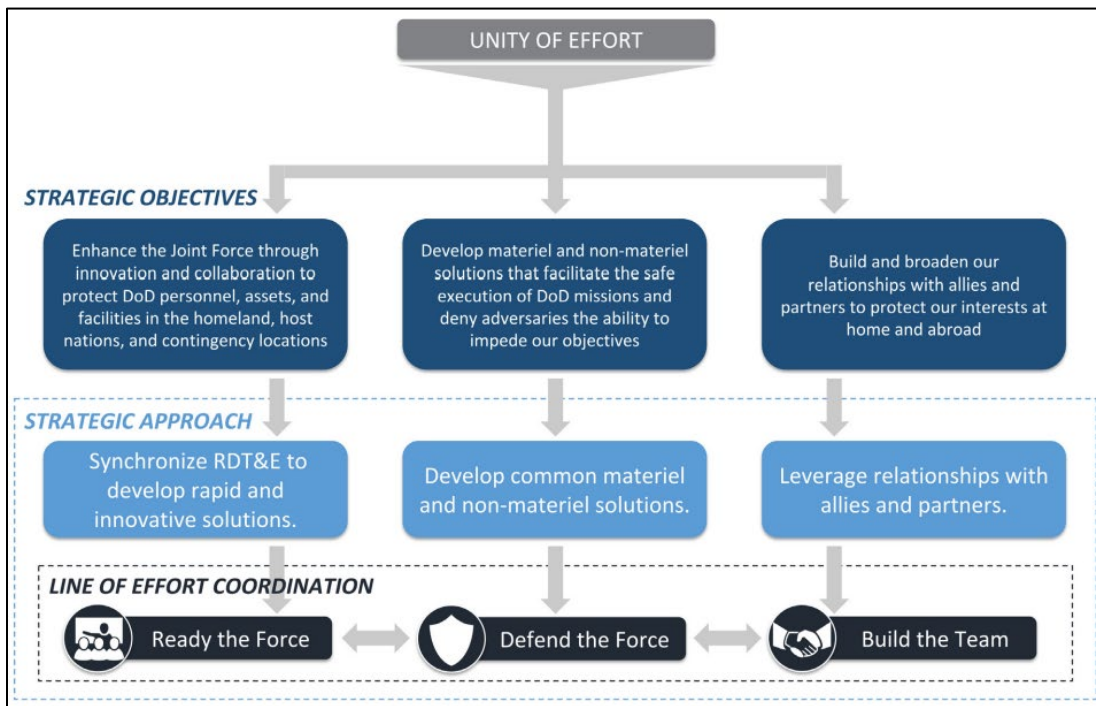 UNITY OF EFFORT
STRATEGIC OBJECTIVES
Enhance the Joint Force through
innovation and collaboration to
protect DoD personnel, assets, and
facilities in the homeland, host
nations, and contingency locations
Develop materiel and non-materiel
solutions that facilitate the safe
execution of DoD missions and
deny adversaries the ability to
impede our objectives
Build and broaden our
relationships with allies and
partners to protect our interests at
home and abroad
STRATEGIC APPROACH
Synchronize RDT&E to
develop rapid and
innovative solutions.
Develop common materiel
and non-materiel solutions.
Leverage relationships with
allies and partners.
LINE OF EFFORT COORDINATION
Ready the Force
Defend the Force
Build the Team